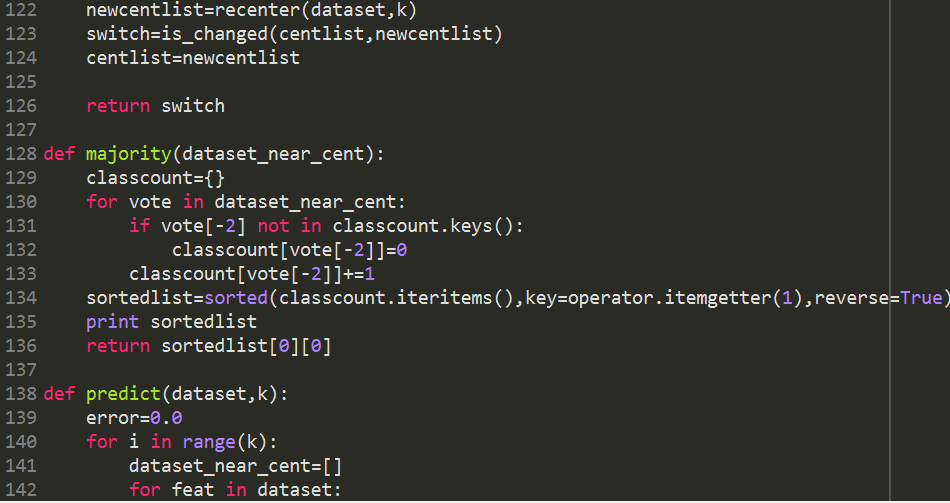 122 newcentlist=recenter(dataset,k)
123 switch=is_changed(centlist,newcentlist)
124 centlist=newcentlist
125
126 return switch
127
128 def majority(dataset_near_cent):
129 classcount={}
130 for vote in dataset_near_cent:
131 if vote[-2] not in classcount.keys():
132 classcount[vote[-2]]=0
133 classcount[vote[-2]]+=1
134 sortedlist=sorted(classcount.iteritems(),key=operator.itemgetter(1),reverse=True)
135 print sortedlist
136 return sortedlist[0][0]
137
138 def predict(dataset,k):
139 error=0.0
140 for i in range(k):
141 dataset_near_cent=[]
142 for feat in dataset: